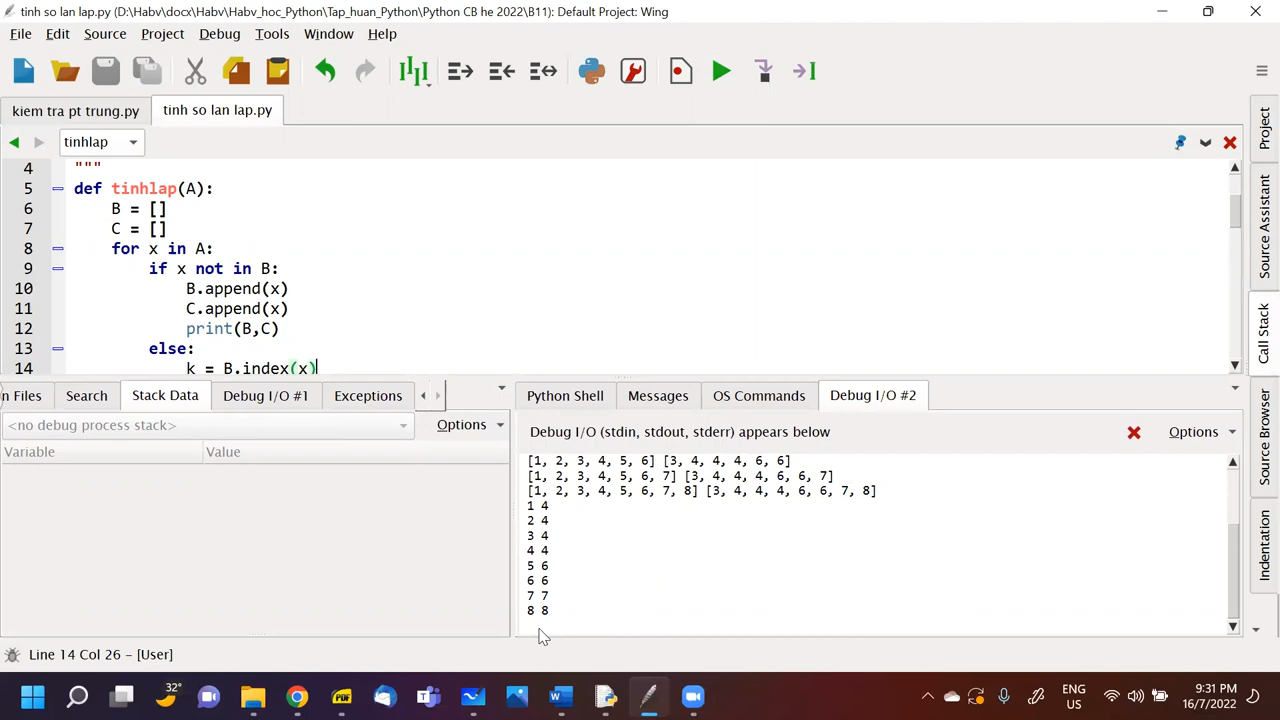 tinh so lan lap.py (D:\Habv\docx\Habv\Habv_hoc_Python\Tap_huan_Python\Python CB he 2022\B11): Default Project: Wing
File Edit Source Project Debug Tools Window Help
kiem tra pt trung.py tinh so lan lap.py
tinhlap
4 """
5 def tinhlap(A):
6 B = []
7 C = []
8 for x in A:
9 if x not in B:
10 B.append(x)
11 C.append(x)
12 print(B,C)
13 else:
14 k = B.index(x)
Project
Source Assistant
Call Stack
Source Browser
Indentation
n Files Search Stack Data Debug I/O #1 Exceptions
<no debug process stack> Options
Variable Value
Python Shell Messages OS Commands Debug I/O #2
Debug I/O (stdin, stdout, stderr) appears below Options
[1, 2, 3, 4, 5, 6] [3, 4, 4, 4, 6, 6]
[1, 2, 3, 4, 5, 6, 7] [3, 4, 4, 4, 6, 6, 7]
[1, 2, 3, 4, 5, 6, 7, 8] [3, 4, 4, 4, 6, 6, 7, 8]
1 4
2 4
3 4
4 4
5 6
6 6
7 7
8 8
Line 14 Col 26 – [User]
32°
PDF
ENG
US
9:31 PM
16/7/2022